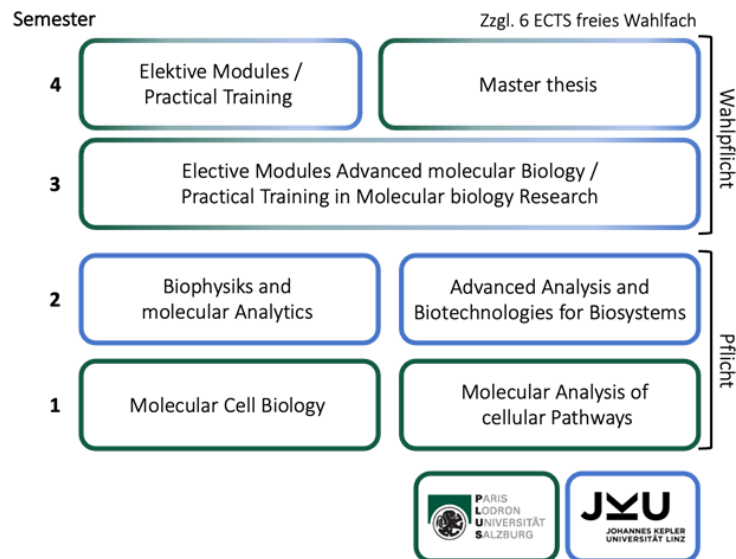 Semester
Zzgl. 6 ECTS freies Wahlfach
4
Elektive Modules /
Practical Training
Master thesis
3
Elective Modules Advanced molecular Biology /
Practical Training in Molecular biology Research
Wahlpflicht
2
Biophysiks and
molecular Analytics
Advanced Analysis and
Biotechnologies for Biosystems
1
Molecular Cell Biology
Molecular Analysis of
cellular Pathways
Pflicht
PARIS
LODRON
UNIVERSITÄT
SALZBURG
JKU
JOHANNES KEPLER
UNIVERSITÄT LINZ